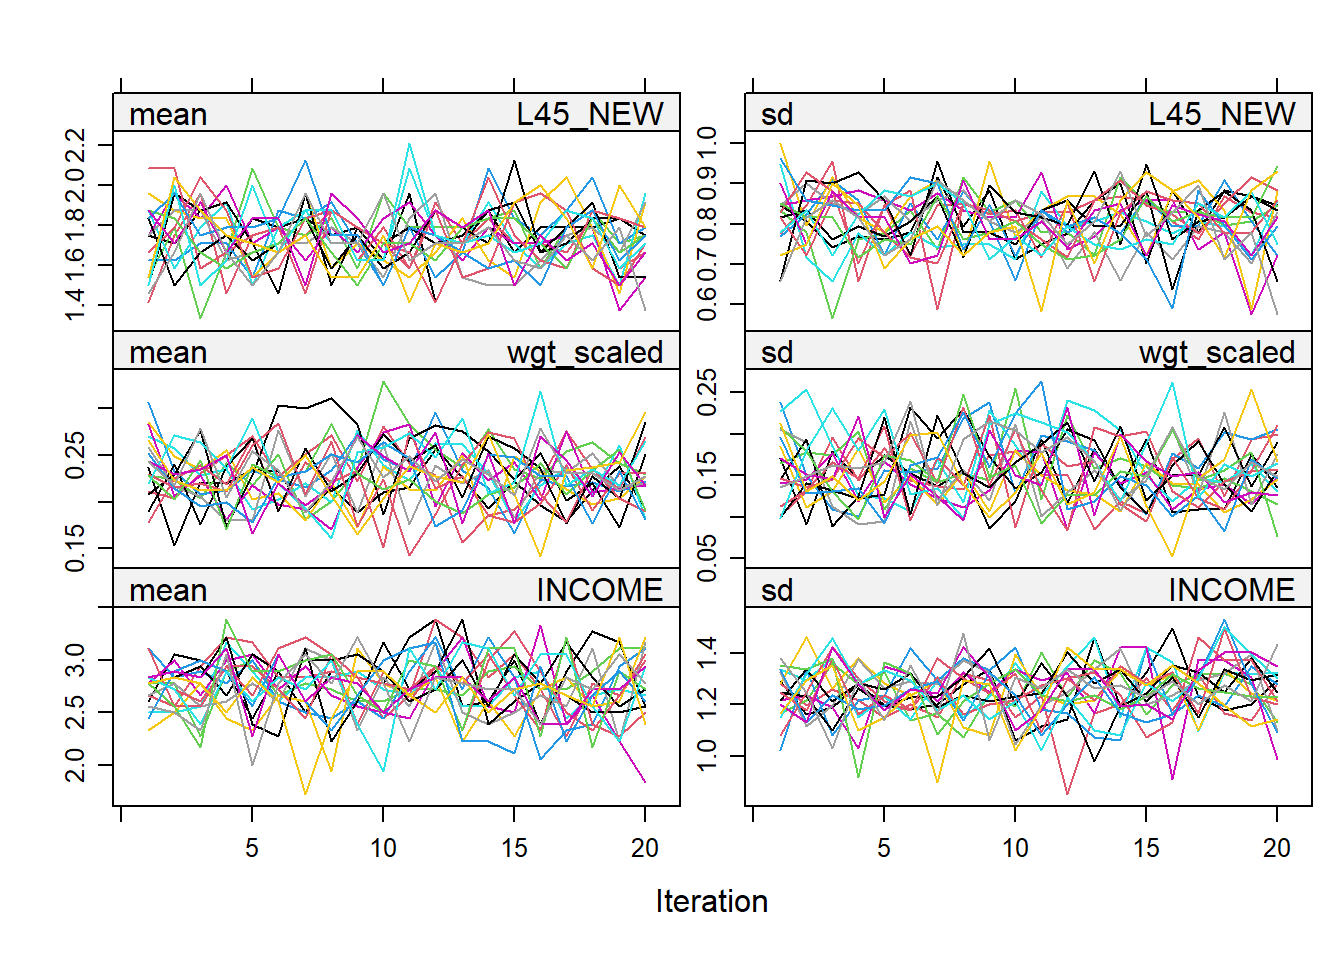 mean L45_NEW
sd L45_NEW
1.4 1.6 1.8 2.0 2.2
0.6 0.7 0.8 0.9 1.0
mean wgt_scaled
sd wgt_scaled
0.15 0.25
0.05 0.15 0.25
mean INCOME
sd INCOME
2.0 2.5 3.0
1.0 1.2 1.4
5 10 15 20
5 10 15 20
Iteration